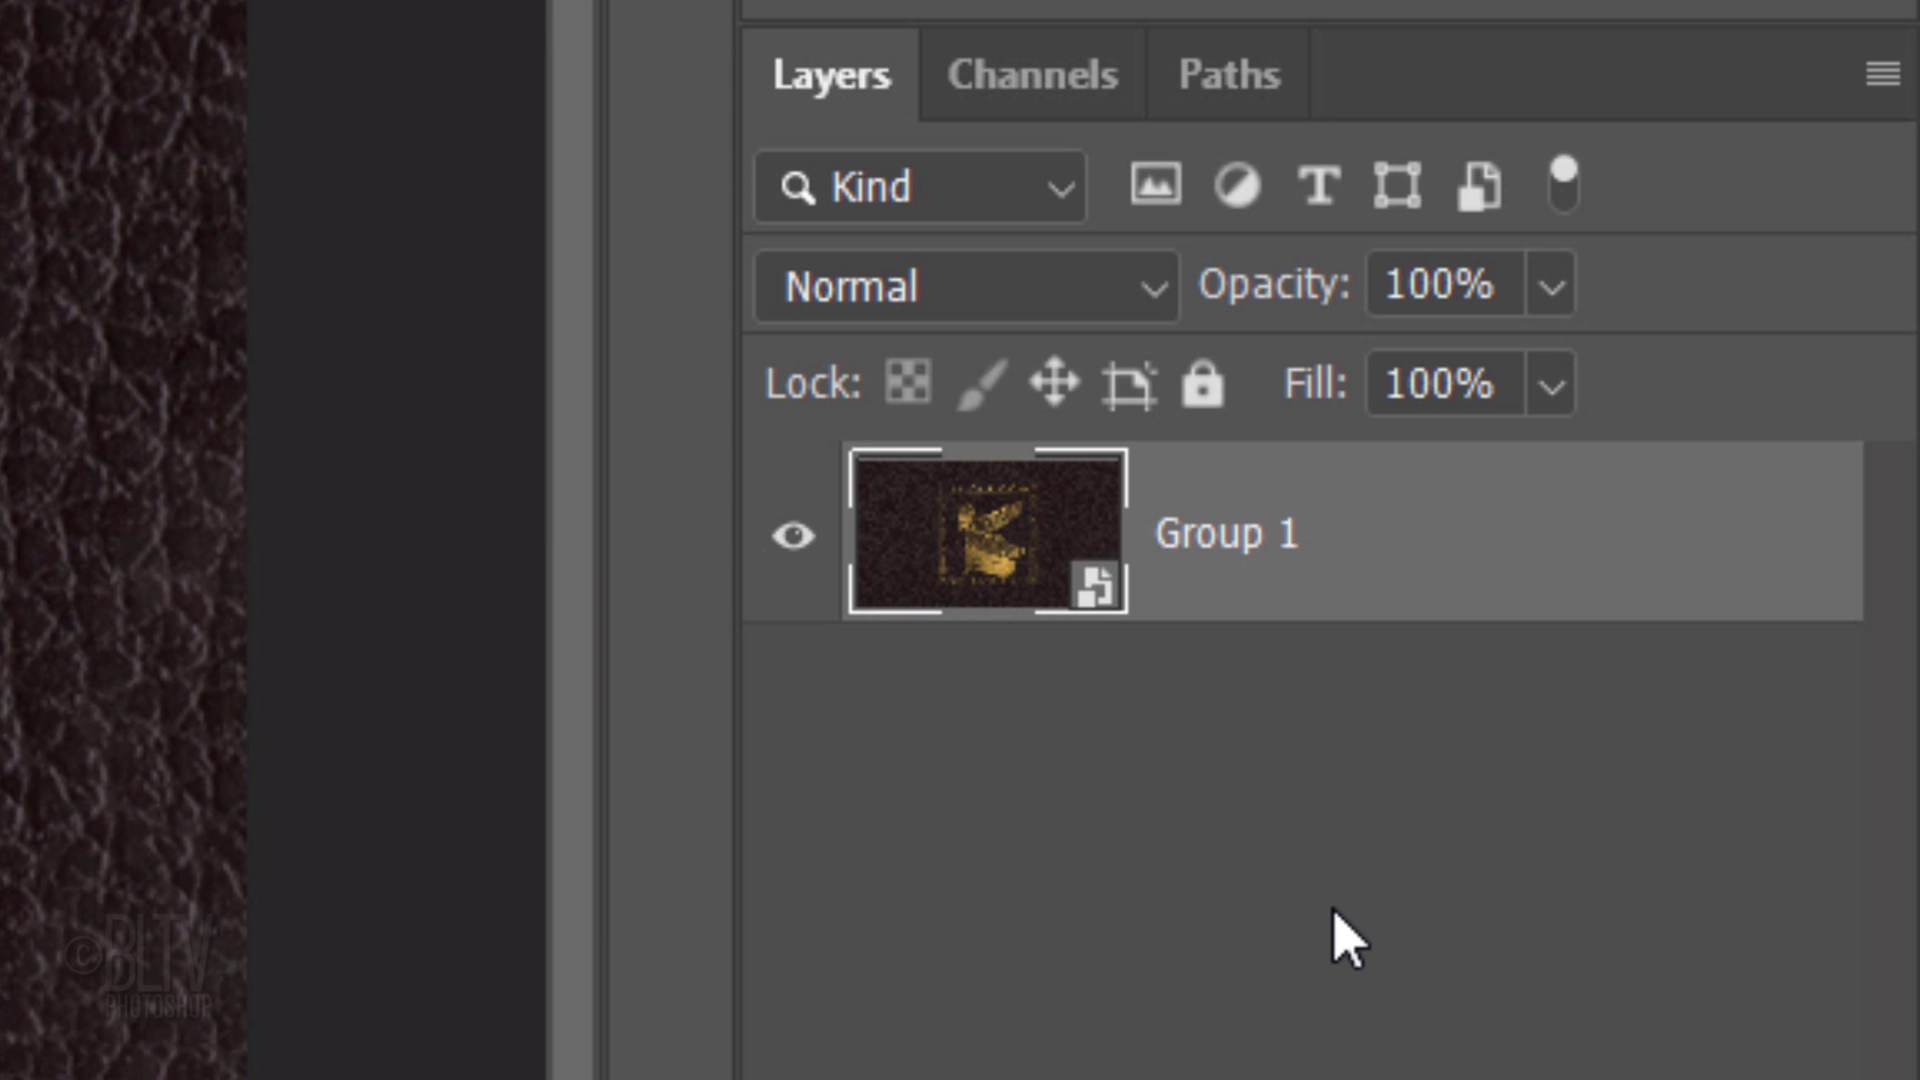 Layers Channels Paths
Kind
Normal Opacity: 100%
Lock: Fill: 100%
Group 1
©BLTV
PHOTOSHOP